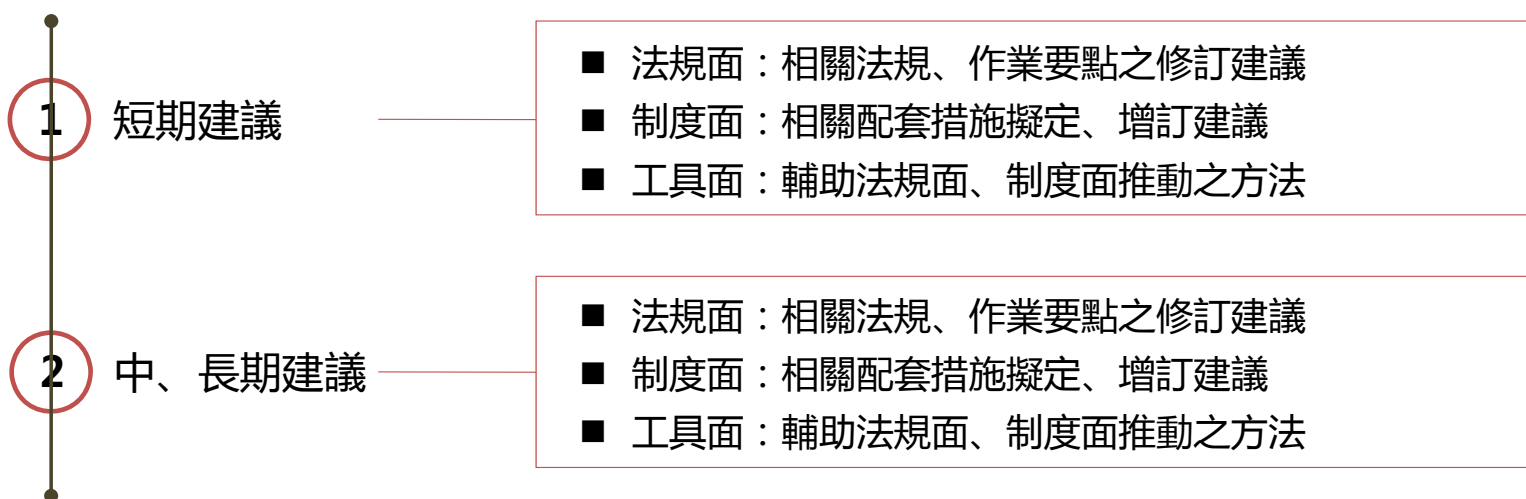 1 短期建議
■ 法規面：相關法規、作業要點之修訂建議
■ 制度面：相關配套措施擬定、增訂建議
■ 工具面：輔助法規面、制度面推動之方法
2 中、長期建議
■ 法規面：相關法規、作業要點之修訂建議
■ 制度面：相關配套措施擬定、增訂建議
■ 工具面：輔助法規面、制度面推動之方法